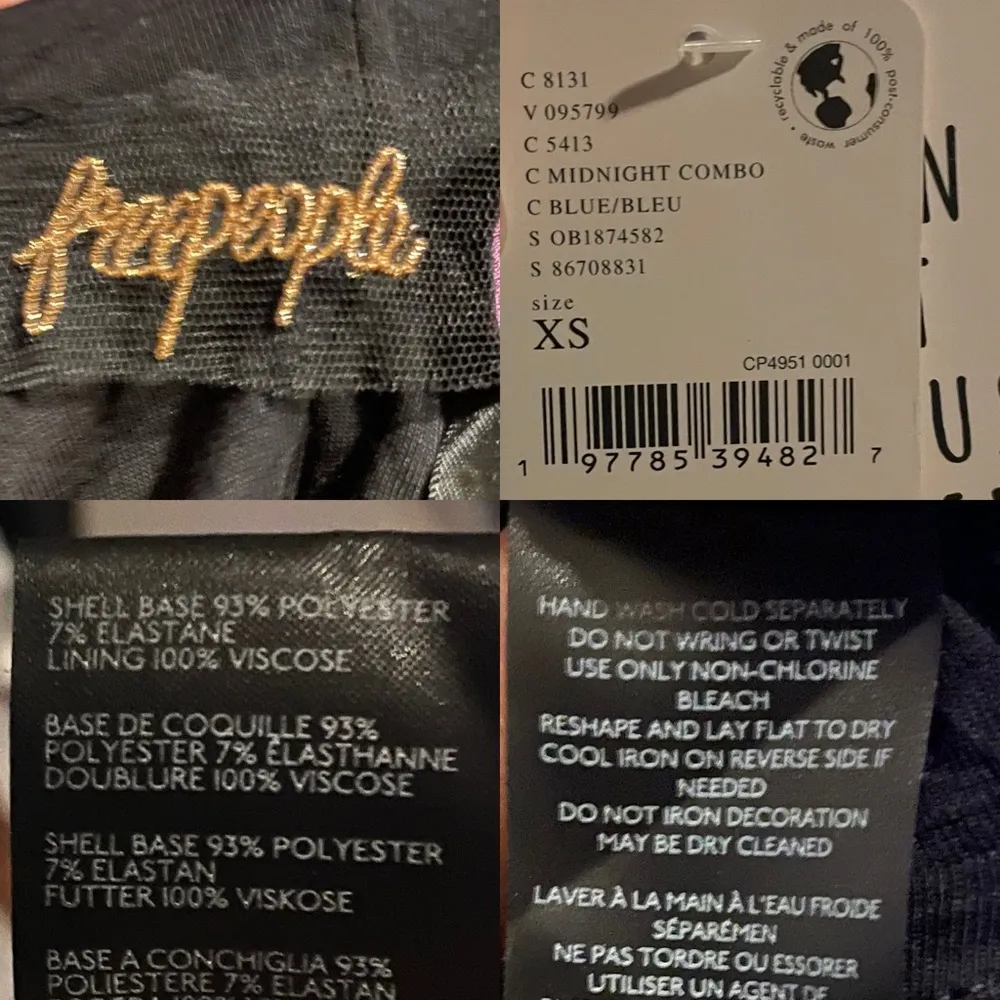 freepeople
recyclable & made of 100% post-consumer waste •
C 8131
V 095799
C 5413
C MIDNIGHT COMBO
C BLUE/BLEU
S OB1874582
S 86708831
size
XS
CP4951 0001
1 97785 39482 7
N
U
SHELL BASE 93% POLYESTER
7% ELASTANE
LINING 100% VISCOSE
BASE DE COQUILLE 93%
POLYESTER 7% ÉLASTHANNE
DOUBLURE 100% VISCOSE
SHELL BASE 93% POLYESTER
7% ELASTAN
FUTTER 100% VISKOSE
BASE A CONCHIGLIA 93%
POLIESTERE 7% ELASTAN
HAND WASH COLD SEPARATELY
DO NOT WRING OR TWIST
USE ONLY NON-CHLORINE
BLEACH
RESHAPE AND LAY FLAT TO DRY
COOL IRON ON REVERSE SIDE IF
NEEDED
DO NOT IRON DECORATION
MAY BE DRY CLEANED
LAVER À LA MAIN À L'EAU FROIDE
SÉPARÉMEN
NE PAS TORDRE OU ESSORER
UTILISER UN AGENT DE